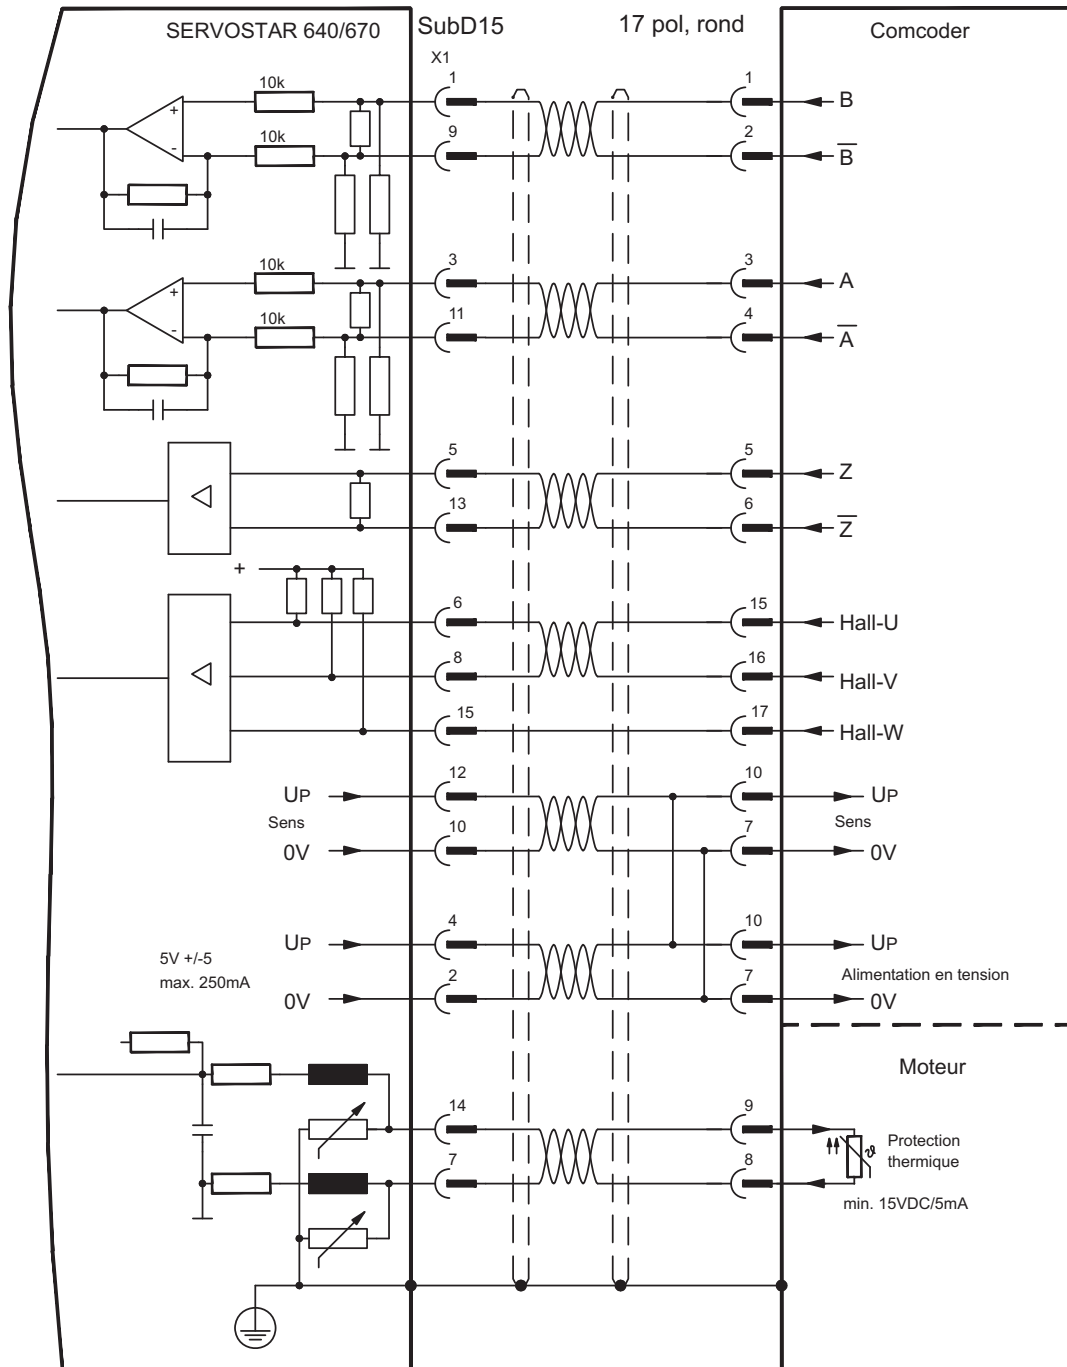 SERVOSTAR 640/670 SubD15 17 pol, rond Comcoder
X1
10k 1 1 B
+
10k 9 2 B̅
-
10k 3 3 A
+
10k 11 4 A̅
-
5 5 Z
13 6 Z̅
+
6 15 Hall-U
8 16 Hall-V
15 17 Hall-W
UP 12 10 UP
Sens Sens
0V 10 7 0V
UP 4 10 UP
5V +/-5
max. 250mA
Alimentation en tension
0V 2 7 0V
Moteur
14 9
Protection
thermique
ϑ
7 8
min. 15VDC/5mA